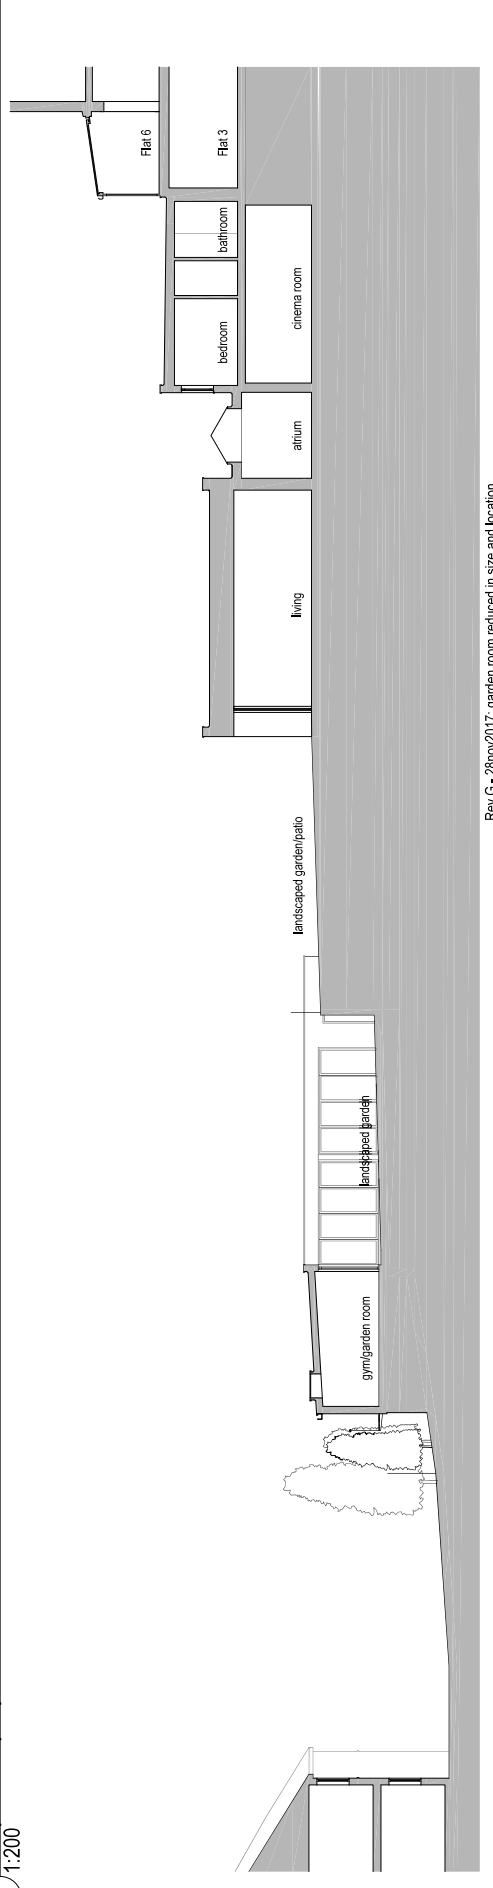 1:200
Flat 6
Flat 3
bathroom
bedroom
cinema room
atrium
living
landscaped garden/patio
landscaped garden
gym/garden room
Rev G - 28nov2017: garden room reduced in size and location